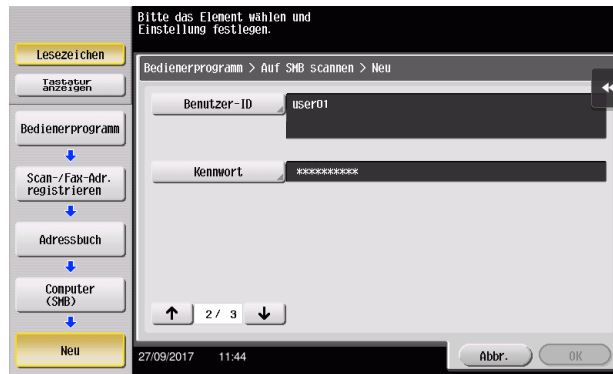 Bitte das Element wählen und
Einstellung festlegen.
Lesezeichen
Tastatur
anzeigen
Bedienerprogramm > Auf SMB scannen > Neu
Benutzer-ID
user01
Bedienerprogramm
Kennwort
**********
Scan-/Fax-Adr.
registrieren
Adressbuch
Computer
(SMB)
2/ 3
Neu
27/09/2017 11:44
Abbr.
OK